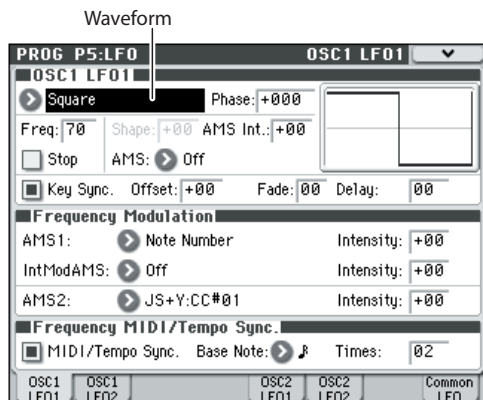 Waveform
PROG P5:LFO OSC1 LFO1
OSC1 LFO1
Square Phase: +000
Freq: 70 Shape: +00 AMS Int.: +00
Stop AMS: Off
Key Sync. Offset: +00 Fade: 00 Delay: 00
Frequency Modulation
AMS1: Note Number Intensity: +00
IntModAMS: Off Intensity: +00
AMS2: JS+Y:CC#01 Intensity: +00
Frequency MIDI/Tempo Sync.
MIDI/Tempo Sync. Base Note: ♪ Times: 02
OSC1 LFO1 OSC1 LFO2 OSC2 LFO1 OSC2 LFO2 Common LFO